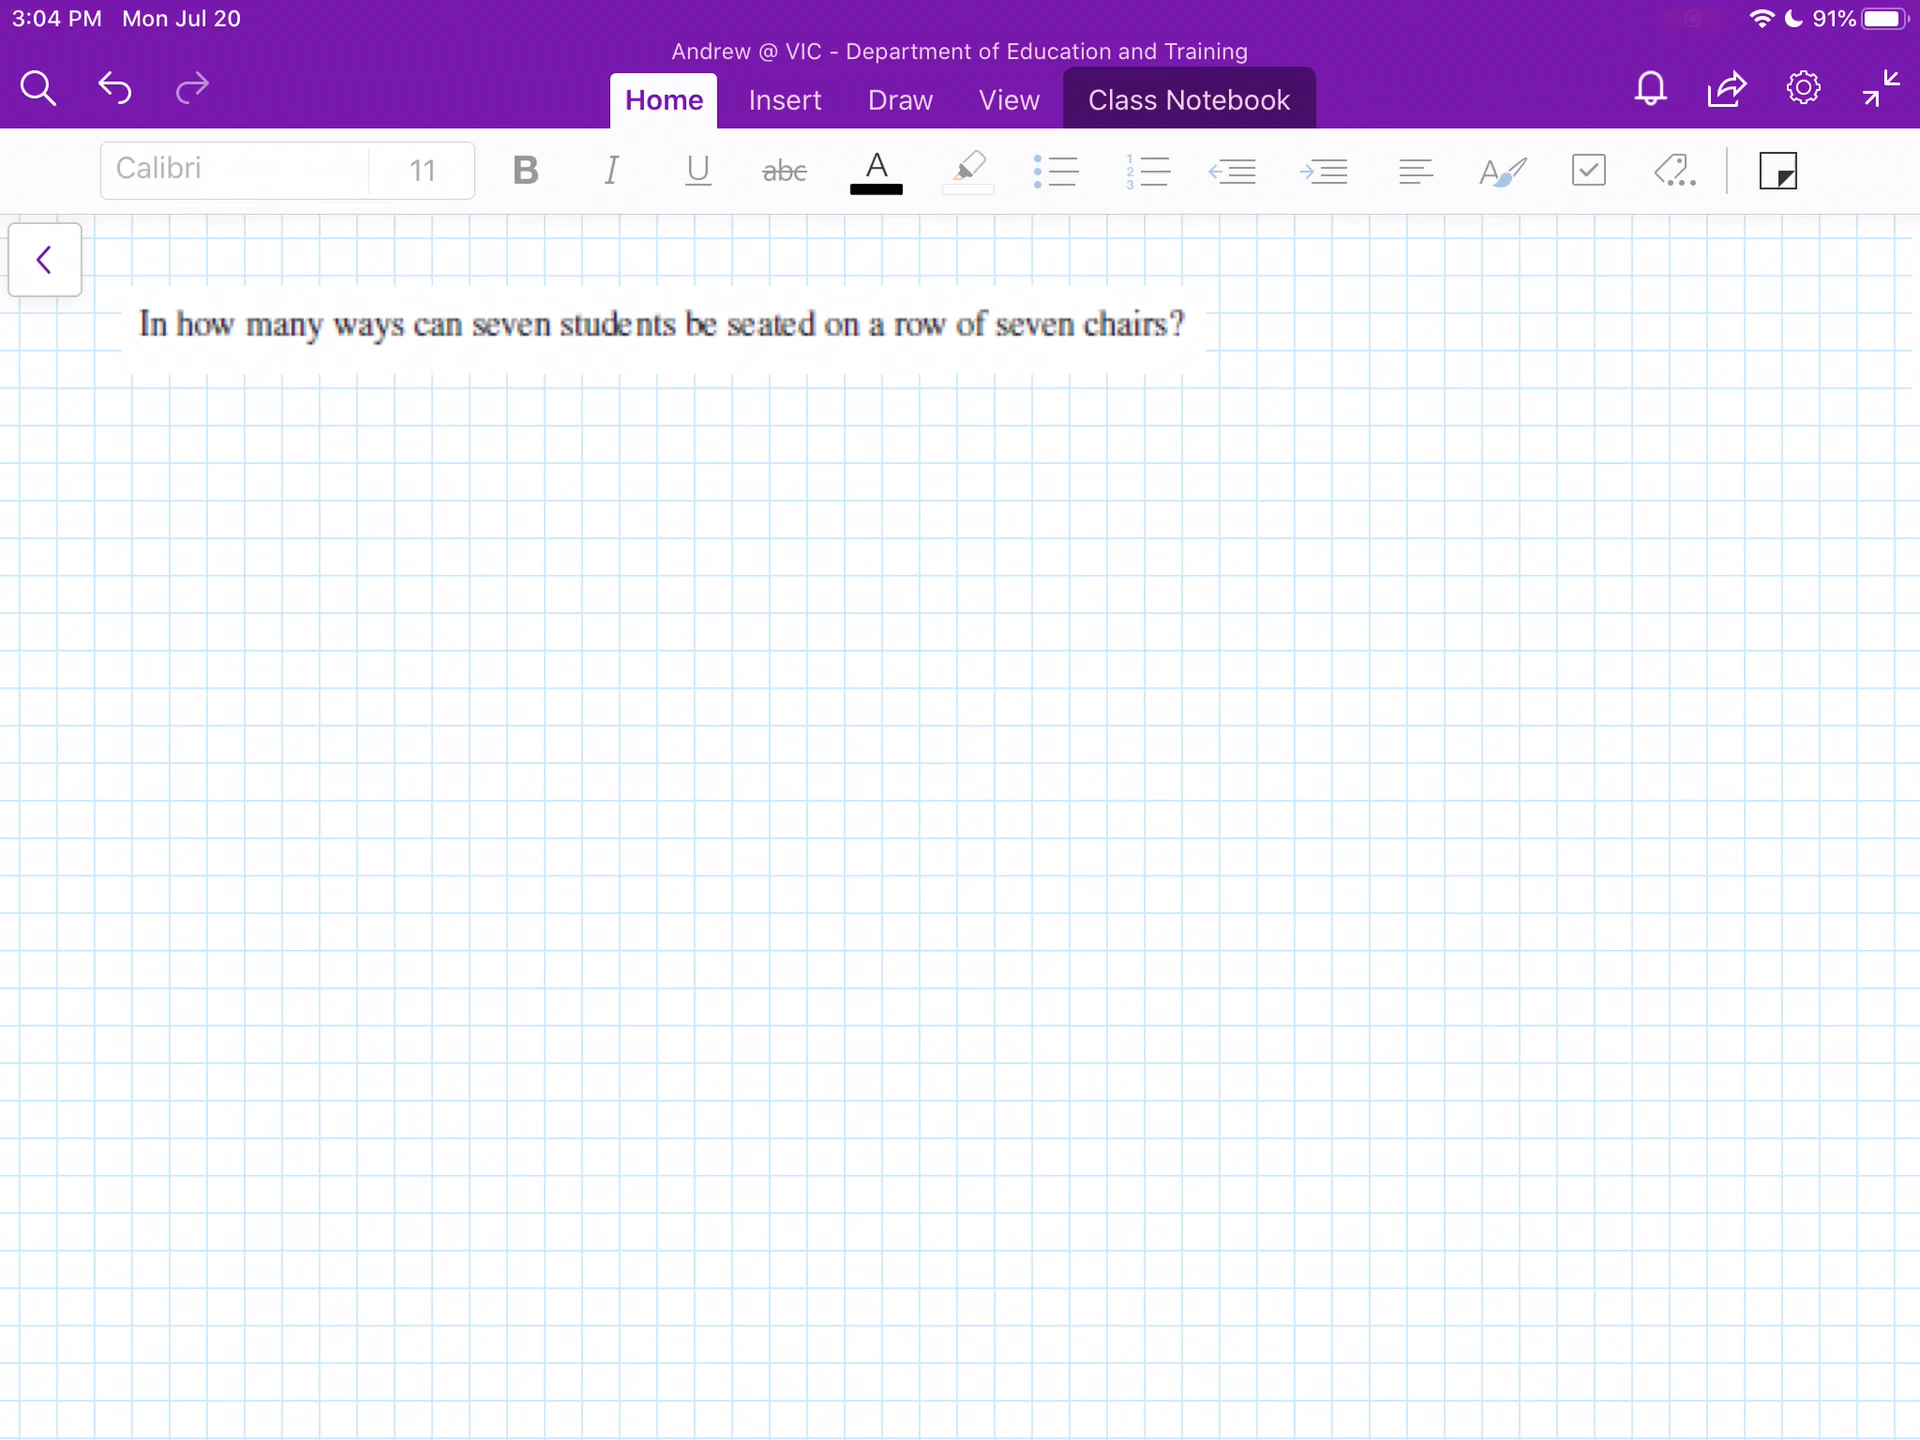 3:04 PM Mon Jul 20
91%
Andrew @ VIC - Department of Education and Training
Home Insert Draw View Class Notebook
Calibri 11 B I U abc A A
In how many ways can seven students be seated on a row of seven chairs?